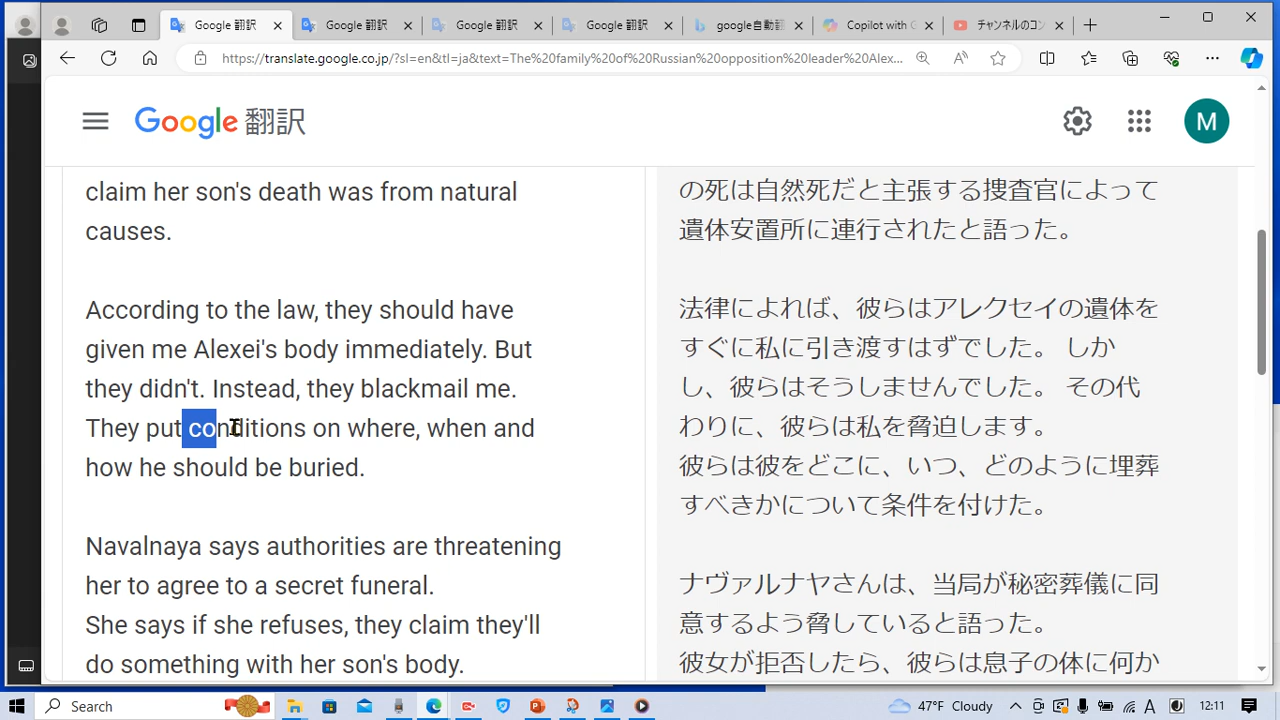 Google 翻訳
Google 翻訳
Google 翻訳
Google 翻訳
google自動翻
Copilot with G
チャンネルのコン
https://translate.google.co.jp/?sl=en&tl=ja&text=The%20family%20of%20Russian%20opposition%20leader%20Alex...
Google 翻訳
M
claim her son's death was from natural
causes.
According to the law, they should have
given me Alexei's body immediately. But
they didn't. Instead, they blackmail me.
They put conditions on where, when and
how he should be buried.
Navalnaya says authorities are threatening
her to agree to a secret funeral.
She says if she refuses, they claim they'll
do something with her son's body.
の死は自然死だと主張する捜査官によって
遺体安置所に連行されたと語った。
法律によれば、彼らはアレクセイの遺体を
すぐに私に引き渡すはずでした。 しか
し、彼らはそうしませんでした。 その代
わりに、彼らは私を脅迫します。
彼らは彼をどこに、いつ、どのように埋葬
すべきかについて条件を付けた。
ナヴァルナヤさんは、当局が秘密葬儀に同
意するよう脅していると語った。
彼女が拒否したら、彼らは息子の体に何か
Search
47°F Cloudy
A
12:11